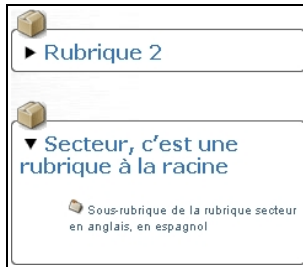 Rubrique 2
Secteur, c'est une
rubrique à la racine
Sous-rubrique de la rubrique secteur
en anglais, en espagnol